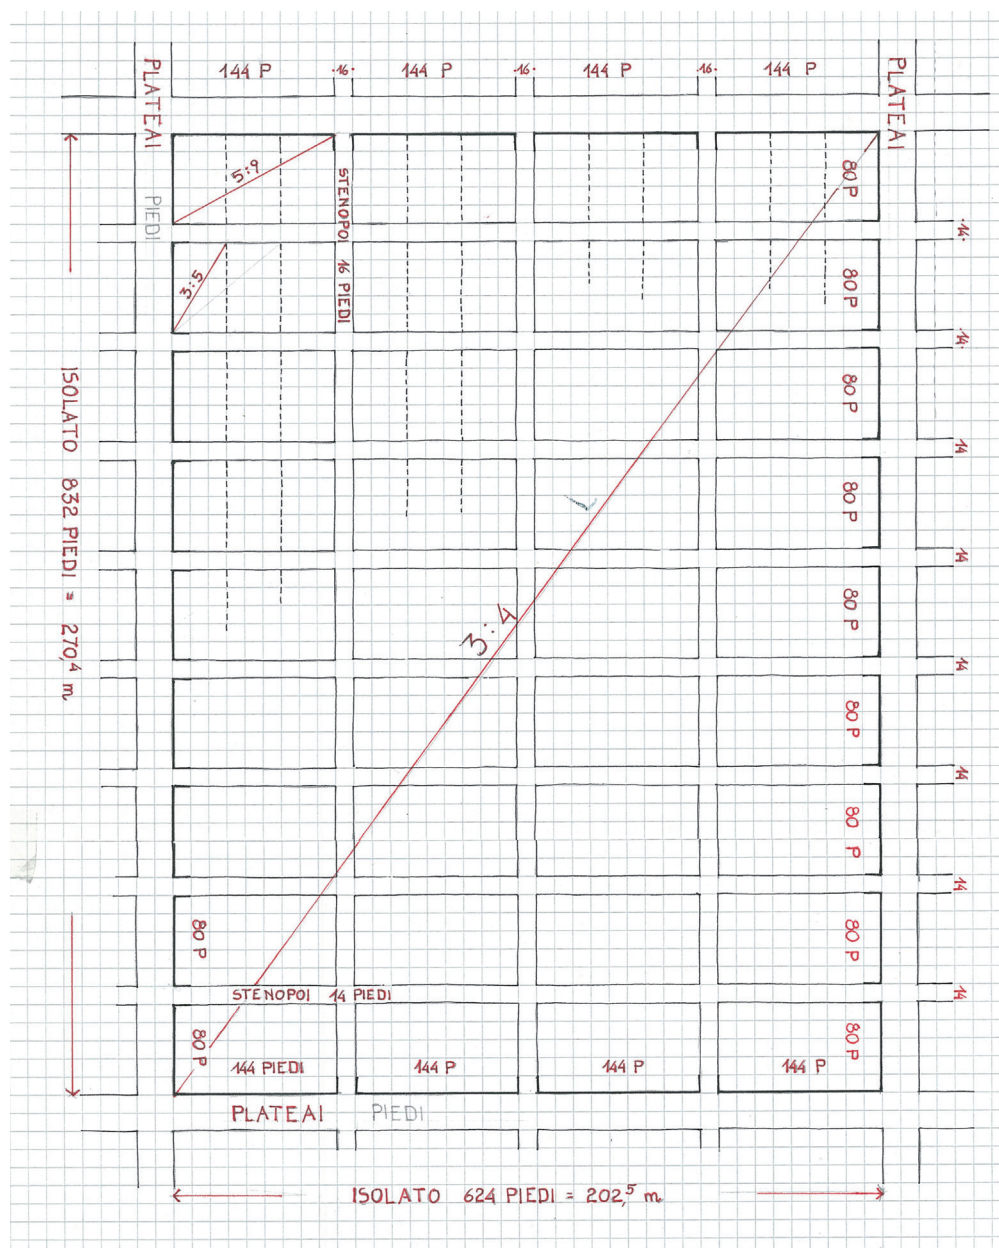 144 P .16. 144 P .16. 144 P .16. 144 P
PLATEAI
PLATEAI
PIEDI
5:9
3:5
STENOPOI 16 PIEDI
80 P
80 P
80 P
80 P
80 P
80 P
80 P
80 P
80 P
.14.
.14.
14
14
14
14
14
14
ISOLATO 832 PIEDI = 270,4 m
3:4
80 P
STENOPOI 14 PIEDI
80 P
144 PIEDI 144 P 144 P 144 P
PLATEAI PIEDI
ISOLATO 624 PIEDI = 202,5 m